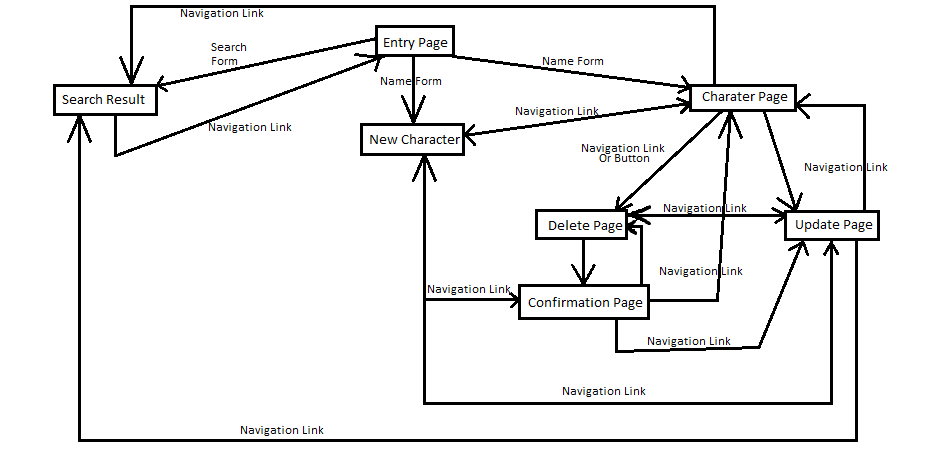 Navigation Link
Entry Page
Search
Form
Name Form
Name Form
Search Result
Charater Page
Navigation Link
Navigation Link
New Character
Navigation Link
Or Button
Navigation Link
Navigation Link
Delete Page
Update Page
Navigation Link
Navigation Link
Confirmation Page
Navigation Link
Navigation Link
Navigation Link